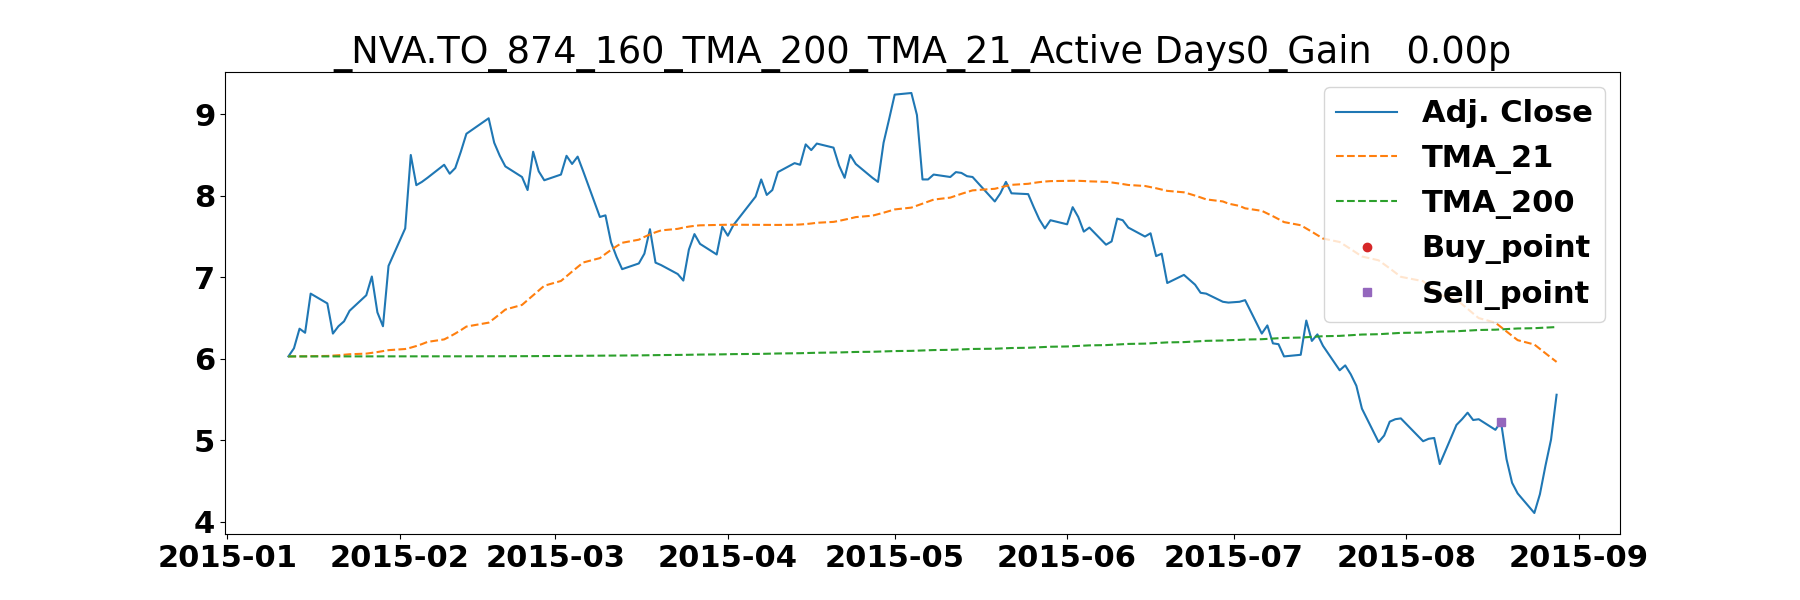 _NVA.TO_874_160_TMA_200_TMA_21_Active Days0_Gain   0.00p
9
8
7
6
5
4
Adj. Close
TMA_21
TMA_200
Buy_point
Sell_point
2015-01 2015-02 2015-03 2015-04 2015-05 2015-06 2015-07 2015-08 2015-09